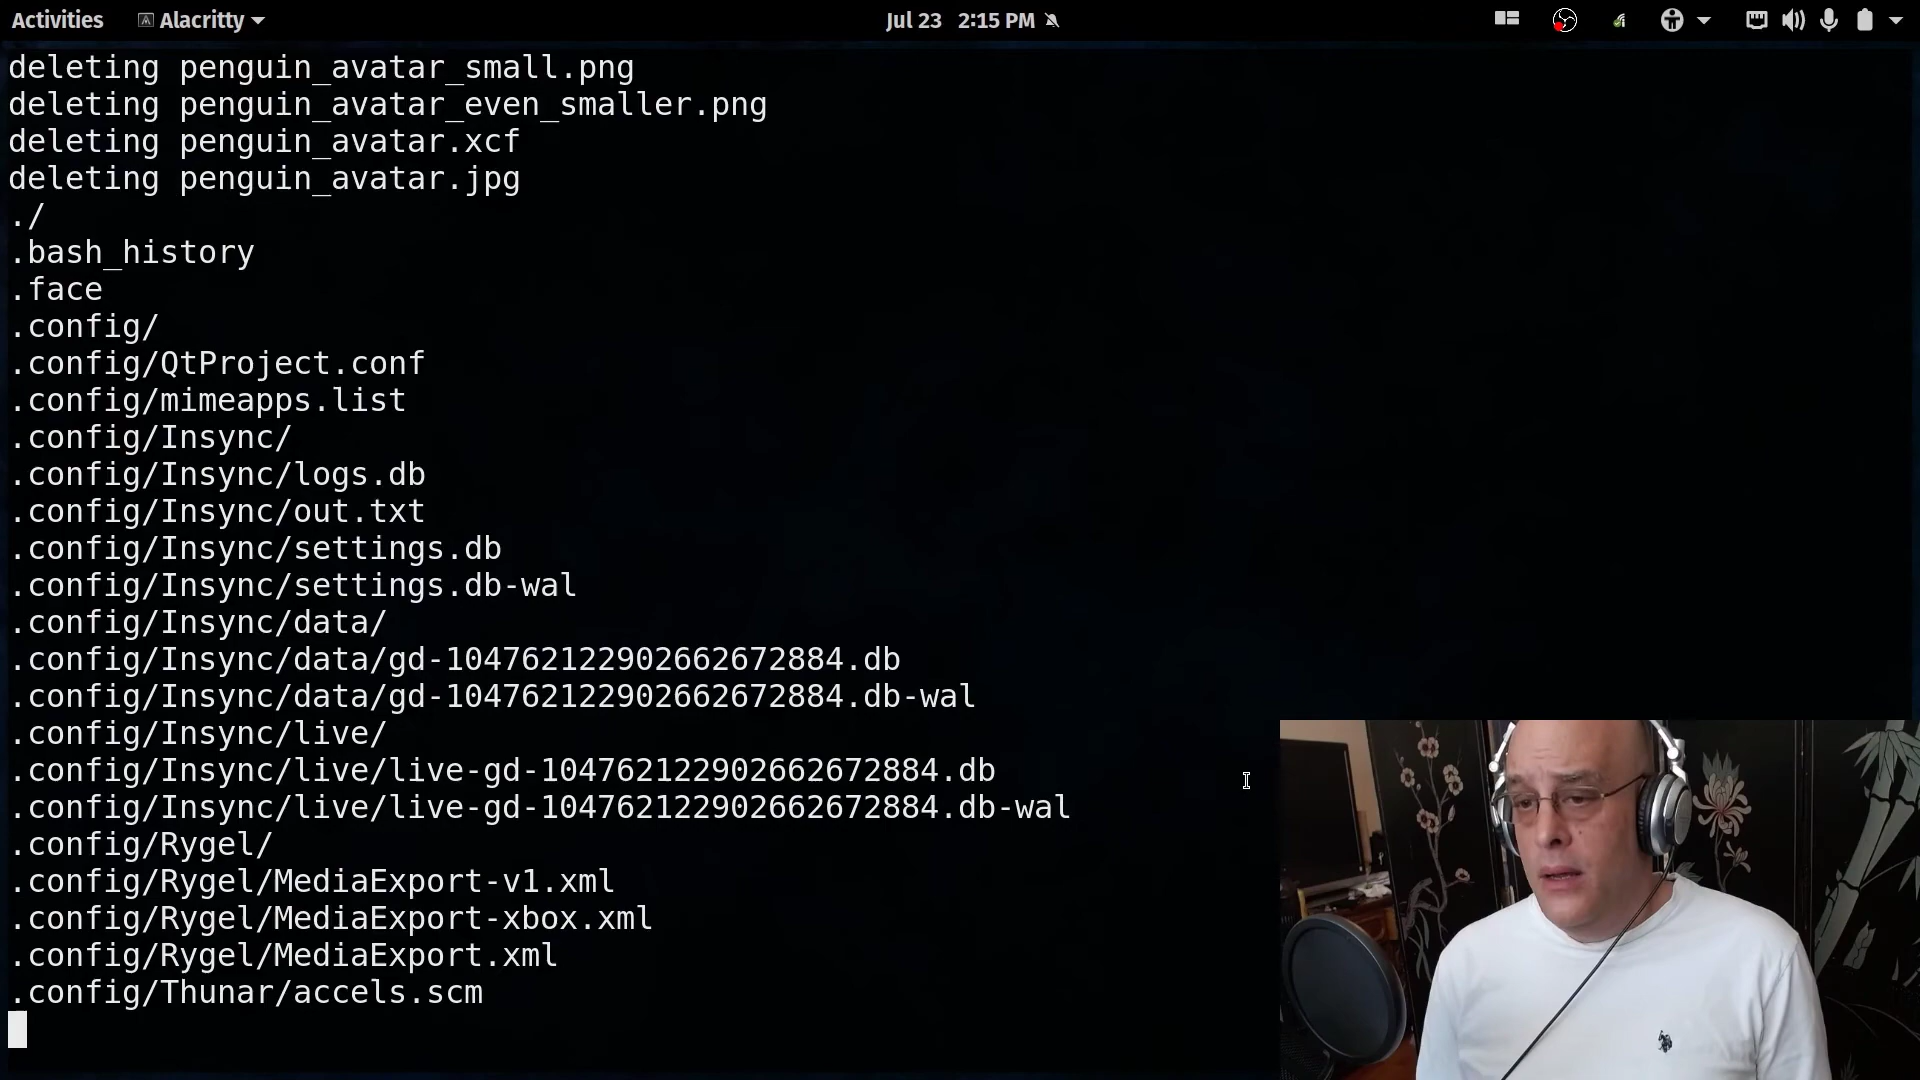 Activities
Alacritty
Jul 23 2:15 PM
deleting penguin_avatar_small.png
deleting penguin_avatar_even_smaller.png
deleting penguin_avatar.xcf
deleting penguin_avatar.jpg
./
.bash_history
.face
.config/
.config/QtProject.conf
.config/mimeapps.list
.config/Insync/
.config/Insync/logs.db
.config/Insync/out.txt
.config/Insync/settings.db
.config/Insync/settings.db-wal
.config/Insync/data/
.config/Insync/data/gd-104762122902662672884.db
.config/Insync/data/gd-104762122902662672884.db-wal
.config/Insync/live/
.config/Insync/live/live-gd-104762122902662672884.db
.config/Insync/live/live-gd-104762122902662672884.db-wal
.config/Rygel/
.config/Rygel/MediaExport-v1.xml
.config/Rygel/MediaExport-xbox.xml
.config/Rygel/MediaExport.xml
.config/Thunar/accels.scm